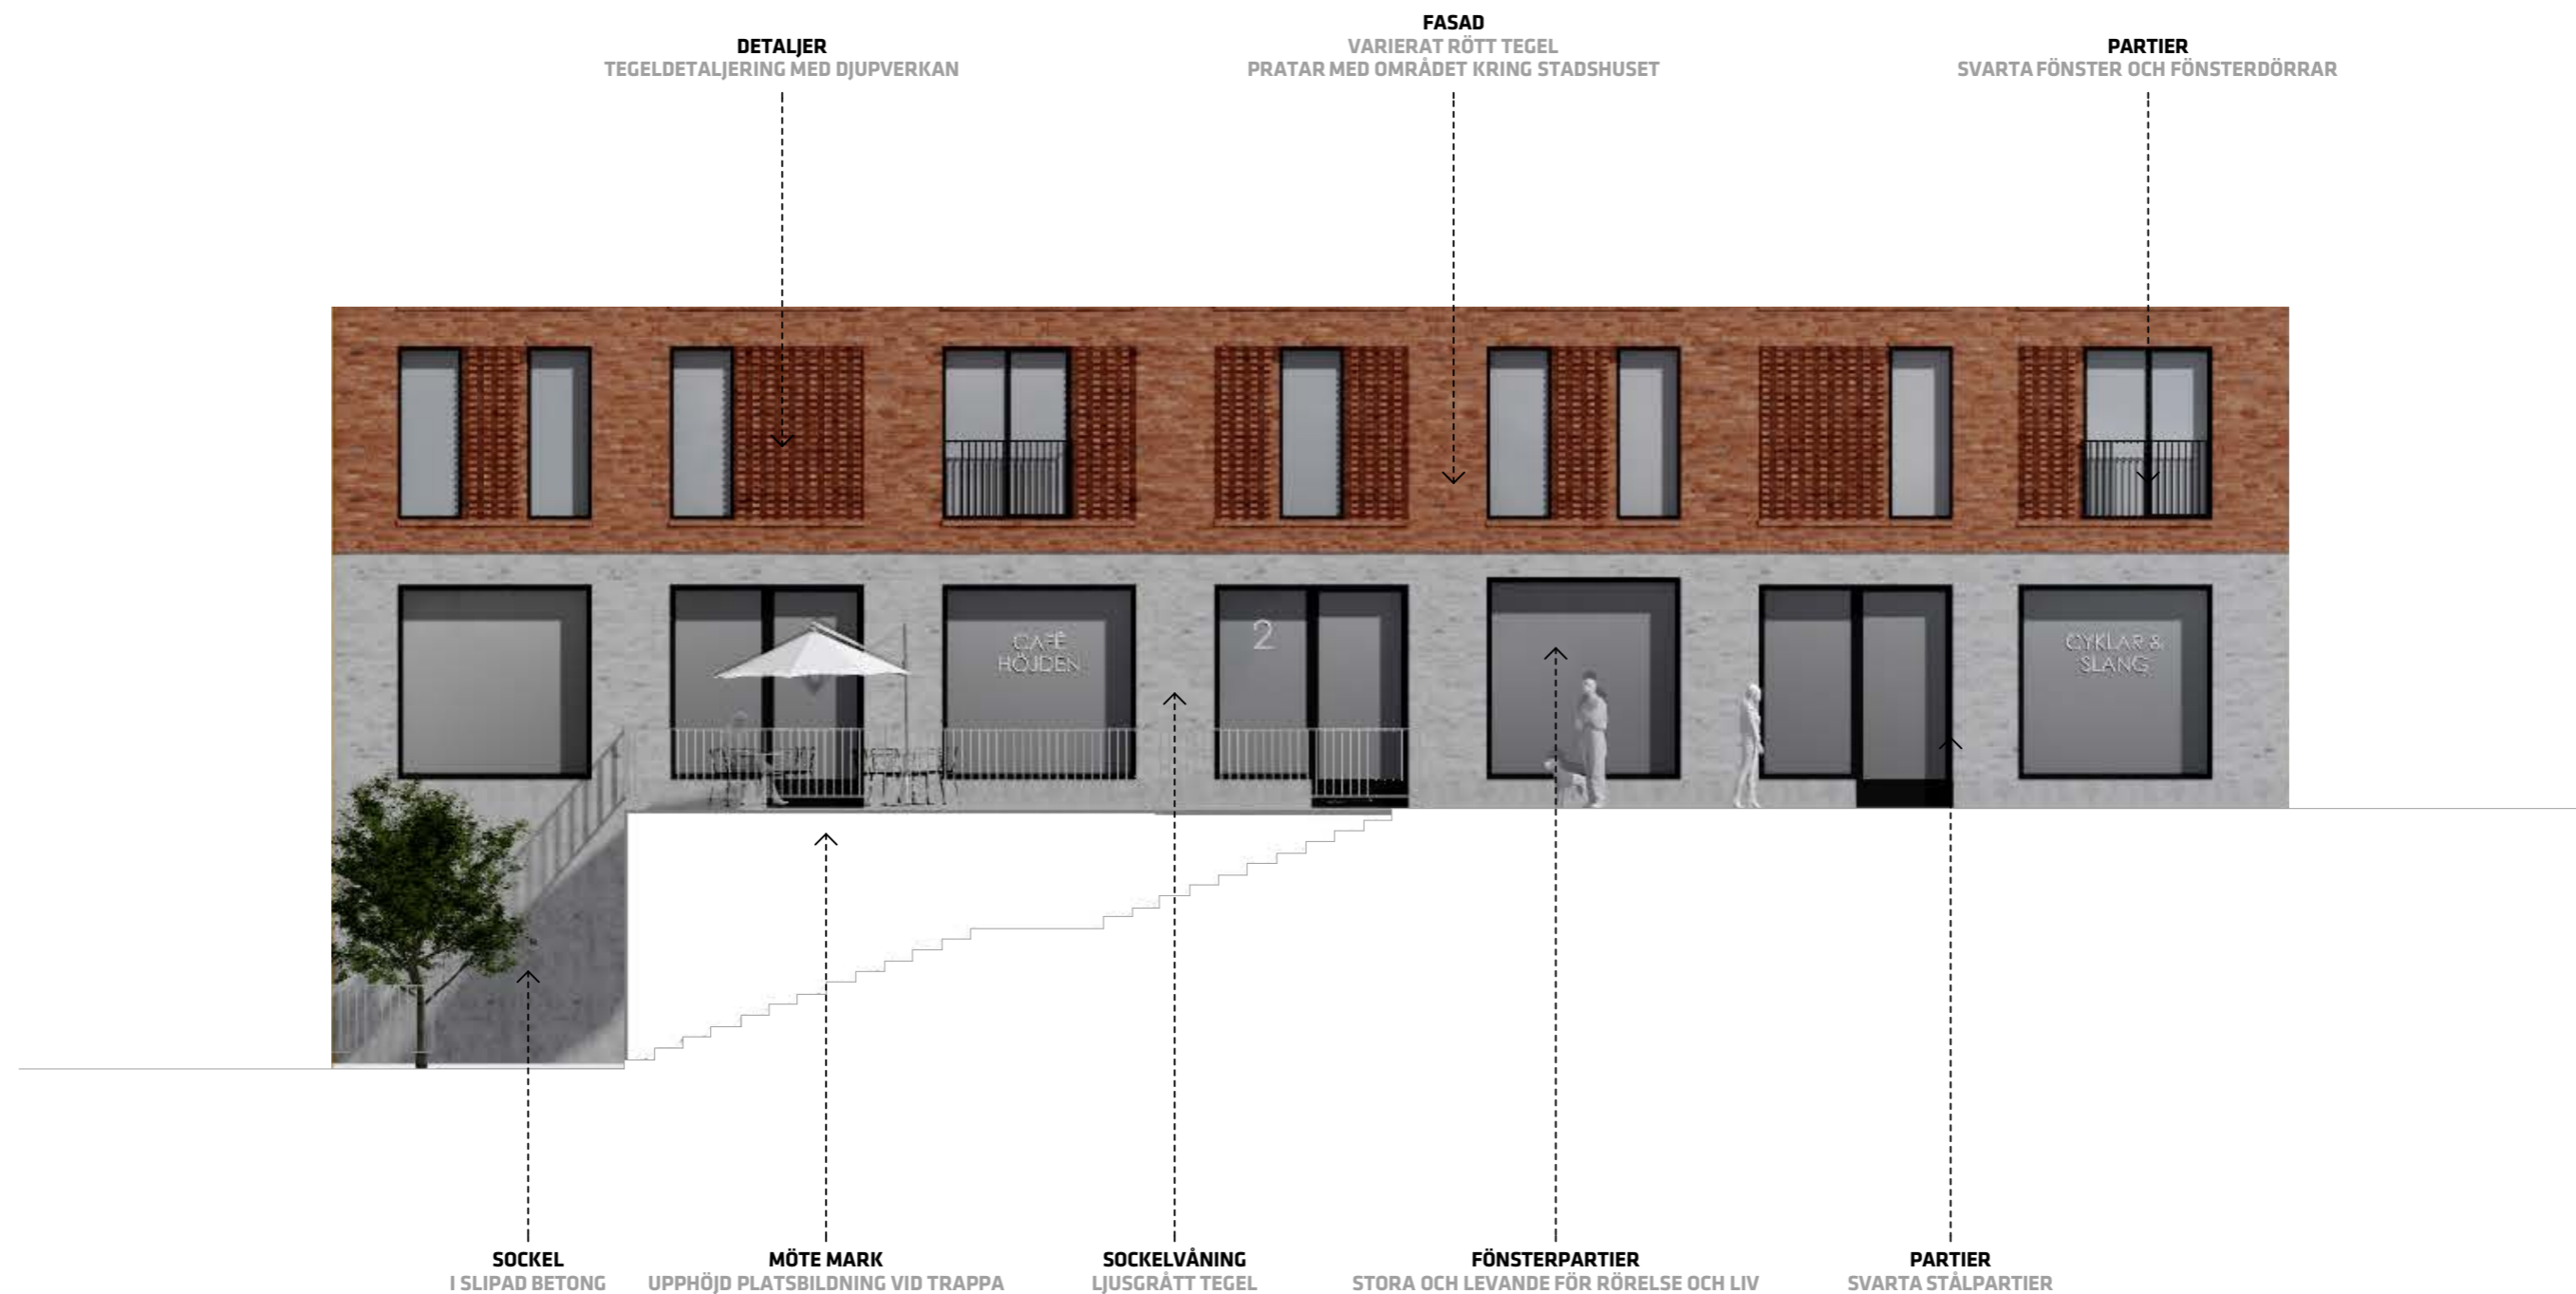 FASAD
DETALJER
VARIERAT RÖTT TEGEL
PARTIER
TEGELDETALJERING MED DJUPVERKAN
PRATAR MED OMRÅDET KRING STADSHUSET
SVARTA FÖNSTER OCH FÖNSTERDÖRRAR
CAFÉ
HÖJDEN
2
CYKLAR &
SLANG
SOCKEL
I SLIPAD BETONG
MÖTE MARK
UPPHÖJD PLATSBILDNING VID TRAPPA
SOCKELVÅNING
LJUSGRÅTT TEGEL
FÖNSTERPARTIER
STORA OCH LEVANDE FÖR RÖRELSE OCH LIV
PARTIER
SVARTA STÅLPARTIER